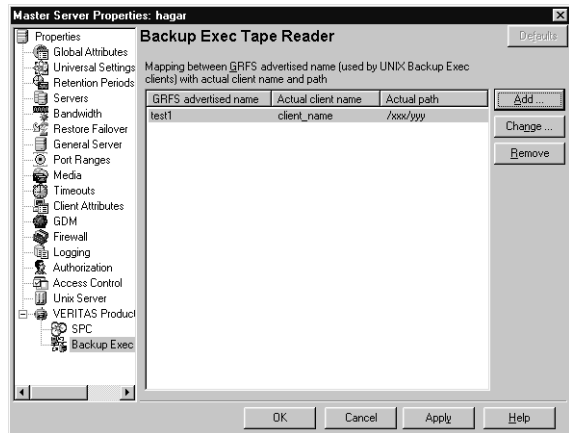 Master Server Properties: hagar
Properties
Global Attributes
Universal Settings
Retention Periods
Servers
Bandwidth
Restore Failover
General Server
Port Ranges
Media
Timeouts
Client Attributes
GDM
Firewall
Logging
Authorization
Access Control
Unix Server
VERITAS Product
SPC
Backup Exec
Backup Exec Tape Reader
Defaults
Mapping between GRFS advertised name (used by UNIX Backup Exec
clients) with actual client name and path
GRFS advertised name Actual client name Actual path
test1 client_name /xxx/yyy
Add ...
Change ...
Remove
OK Cancel Apply Help